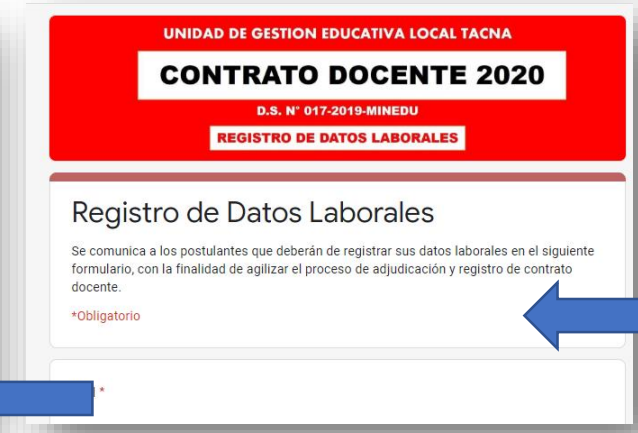 UNIDAD DE GESTION EDUCATIVA LOCAL TACNA
CONTRATO DOCENTE 2020
D.S. N° 017-2019-MINEDU
REGISTRO DE DATOS LABORALES
Registro de Datos Laborales
Se comunica a los postulantes que deberán de registrar sus datos laborales en el siguiente
formulario, con la finalidad de agilizar el proceso de adjudicación y registro de contrato
docente.
*Obligatorio
*